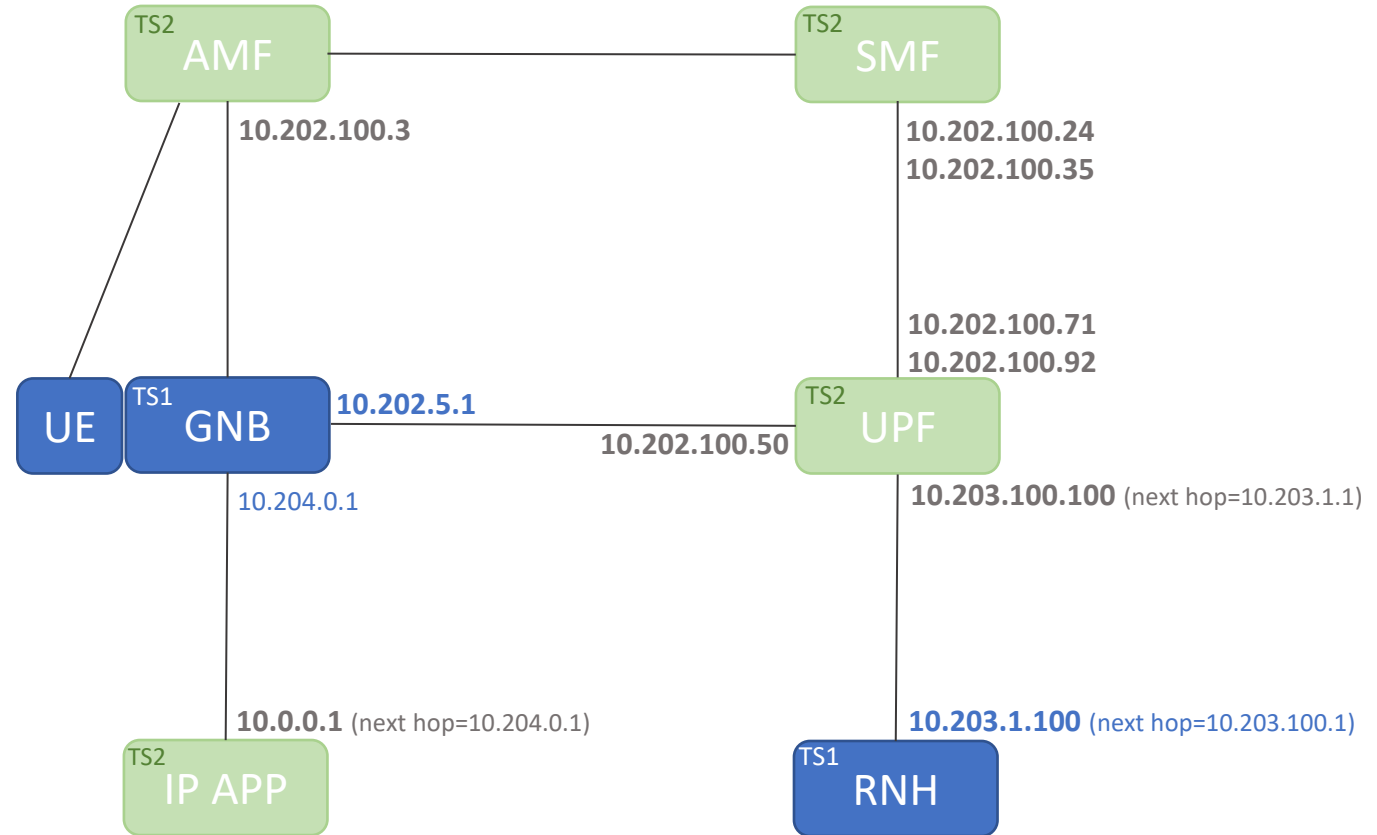 TS2
AMF
TS2
SMF
10.202.100.3
10.202.100.24
10.202.100.35
10.202.100.71
10.202.100.92
UE
TS1
GNB
10.202.5.1
10.202.100.50
TS2
UPF
10.204.0.1
10.203.100.100 (next hop=10.203.1.1)
10.0.0.1 (next hop=10.204.0.1)
10.203.1.100 (next hop=10.203.100.1)
TS2
IP APP
TS1
RNH